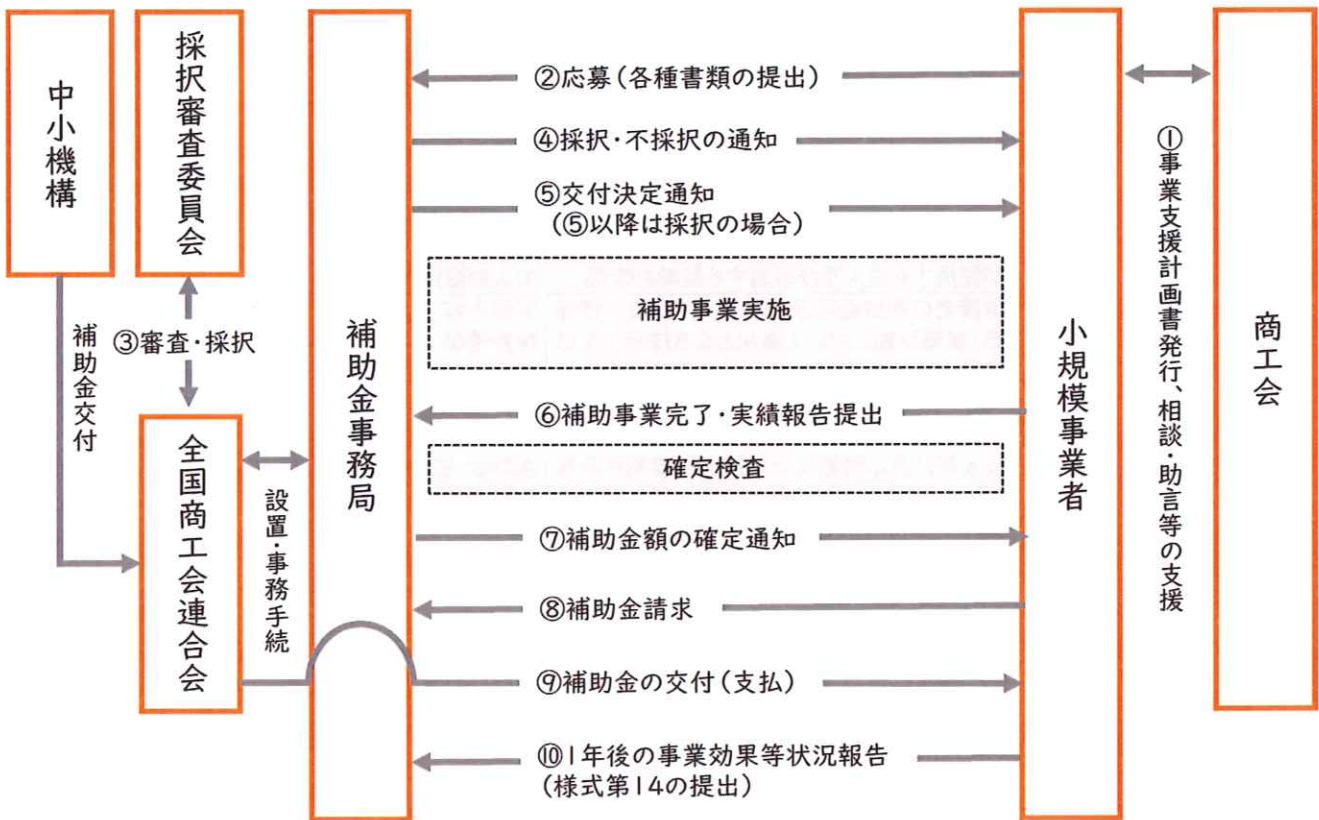 中小機構
採択審査委員会
補助金事務局
小規模事業者
商工会
全国商工会連合会
①事業支援計画書発行、相談・助言等の支援
②応募(各種書類の提出)
③審査・採択
④採択・不採択の通知
⑤交付決定通知
(⑤以降は採択の場合)
補助事業実施
⑥補助事業完了・実績報告提出
確定検査
⑦補助金額の確定通知
⑧補助金請求
⑨補助金の交付(支払)
⑩1年後の事業効果等状況報告
(様式第14の提出)
補助金交付
設置・事務手続